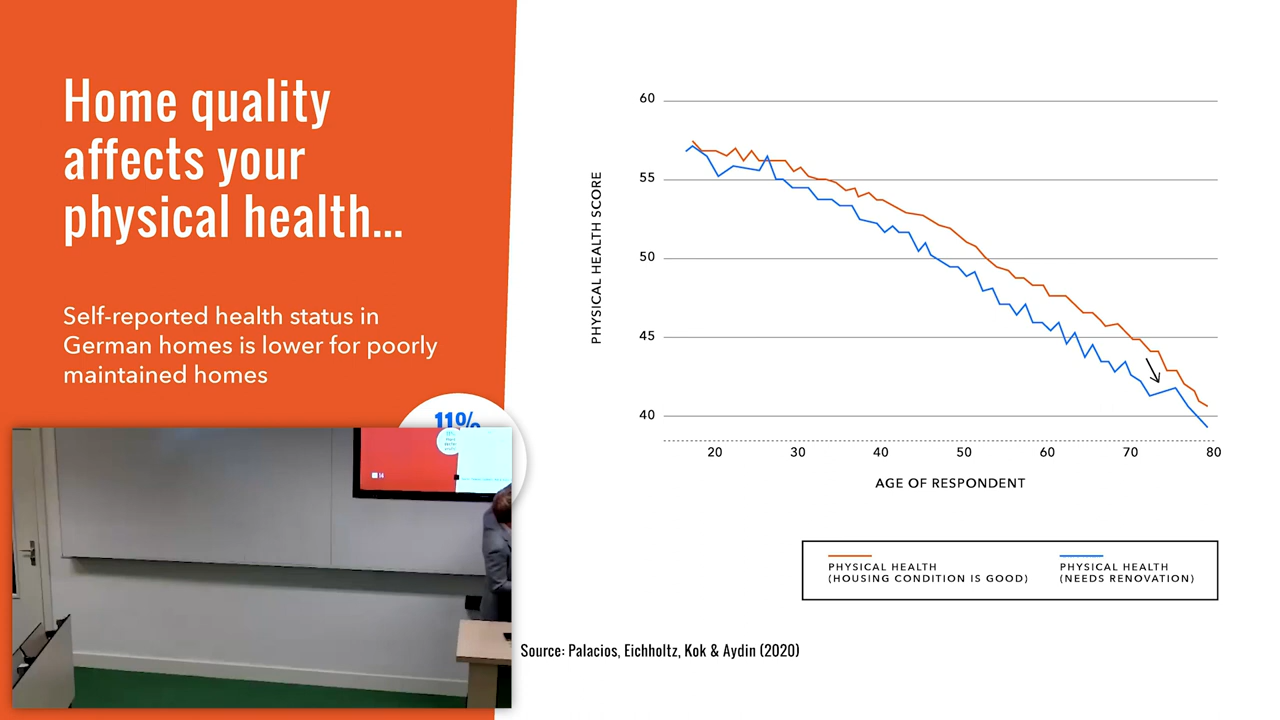 Home quality
affects your
physical health...
Self-reported health status in
German homes is lower for poorly
maintained homes
11%
14
PHYSICAL HEALTH SCORE
60
55
50
45
40
20 30 40 50 60 70 80
AGE OF RESPONDENT
PHYSICAL HEALTH
(HOUSING CONDITION IS GOOD)
PHYSICAL HEALTH
(NEEDS RENOVATION)
Source: Palacios, Eichholtz, Kok & Aydin (2020)